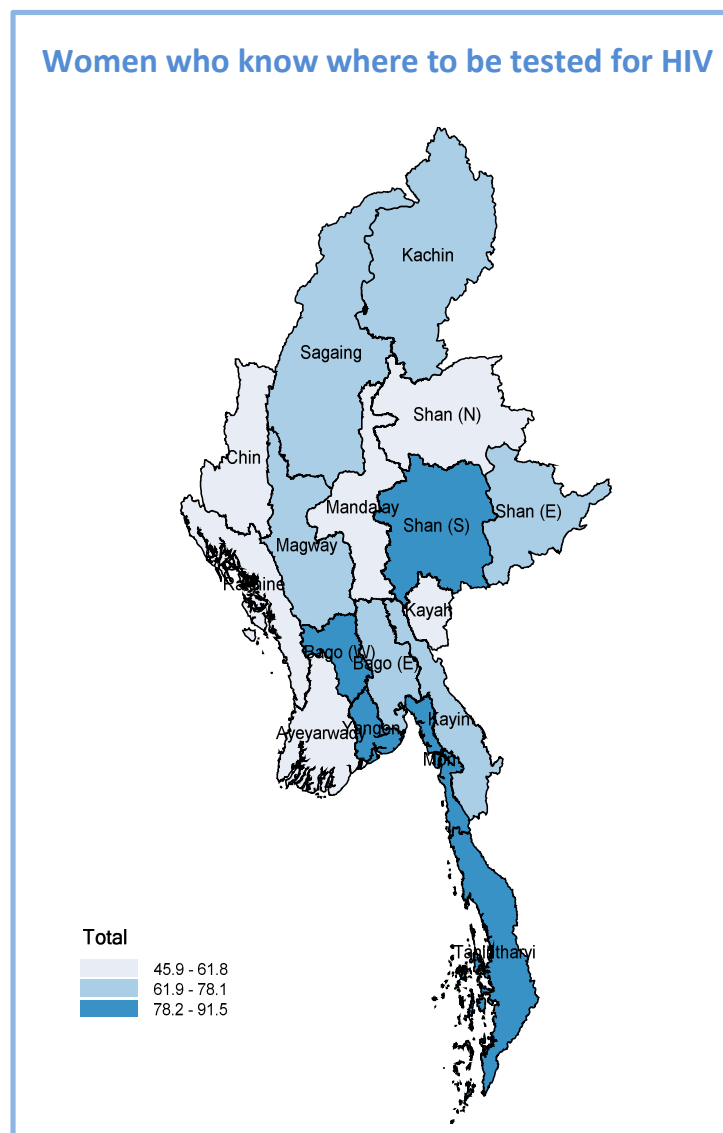 Women who know where to be tested for HIV
Kachin
Sagaing
Shan (N)
Chin
Mandalay
Shan (E)
Shan (S)
Magway
Rakhine
Kayah
Bago (W)
Bago (E)
Kayin
Yangon
Ayeyarwady
Mon
Tanintharyi
Total
45.9 - 61.8
61.9 - 78.1
78.2 - 91.5